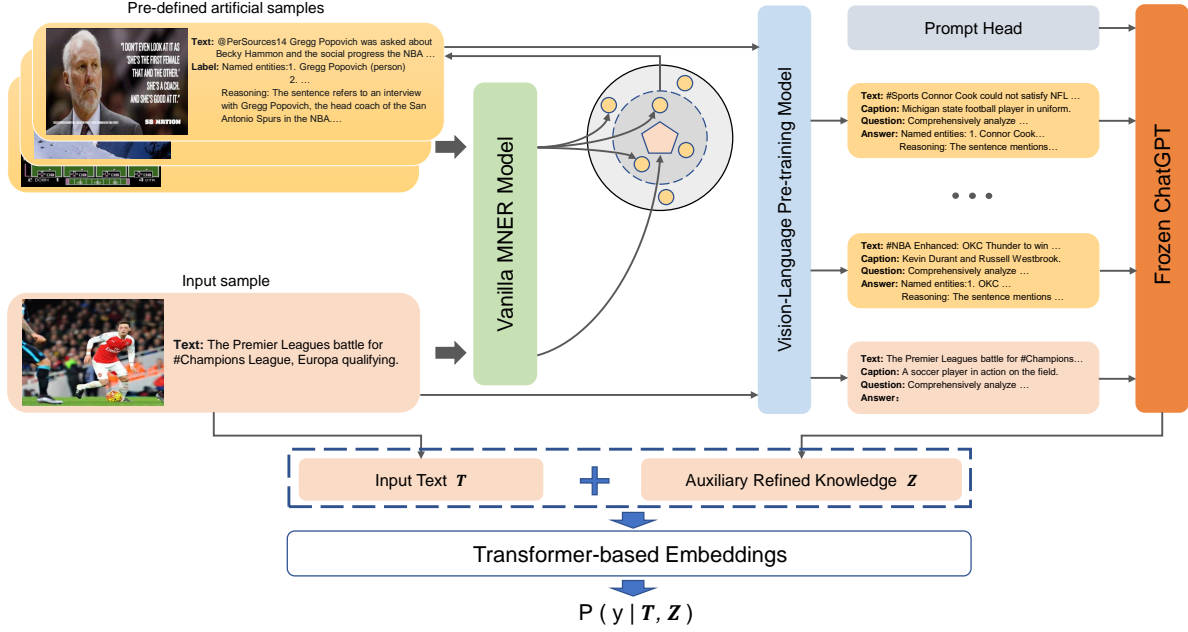 Pre-defined artificial samples
"I DON'T EVEN LOOK AT IT AS
'SHE'S THE FIRST FEMALE
THAT AND THE OTHER.'
SHE'S A COACH.
AND SHE'S GOOD AT IT."
SB NATION
Text: @PerSources14 Gregg Popovich was asked about
Becky Hammon and the social progress the NBA …
Label: Named entities:1. Gregg Popovich (person)
2. …
Reasoning: The sentence refers to an interview
with Gregg Popovich, the head coach of the San
Antonio Spurs in the NBA.…
Input sample
Text: The Premier Leagues battle for
#Champions League, Europa qualifying.
Vanilla MNER Model
Vision-Language Pre-training Model
Prompt Head
Text: #Sports Connor Cook could not satisfy NFL …
Caption: Michigan state football player in uniform.
Question: Comprehensively analyze …
Answer: Named entities: 1. Connor Cook…
Reasoning: The sentence mentions…
• • •
Text: #NBA Enhanced: OKC Thunder to win …
Caption: Kevin Durant and Russell Westbrook.
Question: Comprehensively analyze …
Answer: Named entities:1. OKC …
Reasoning: The sentence mentions …
Text: The Premier Leagues battle for #Champions…
Caption: A soccer player in action on the field.
Question: Comprehensively analyze …
Answer:
Frozen ChatGPT
Input Text T
+
Auxiliary Refined Knowledge Z
Transformer-based Embeddings
P ( y | T, Z )